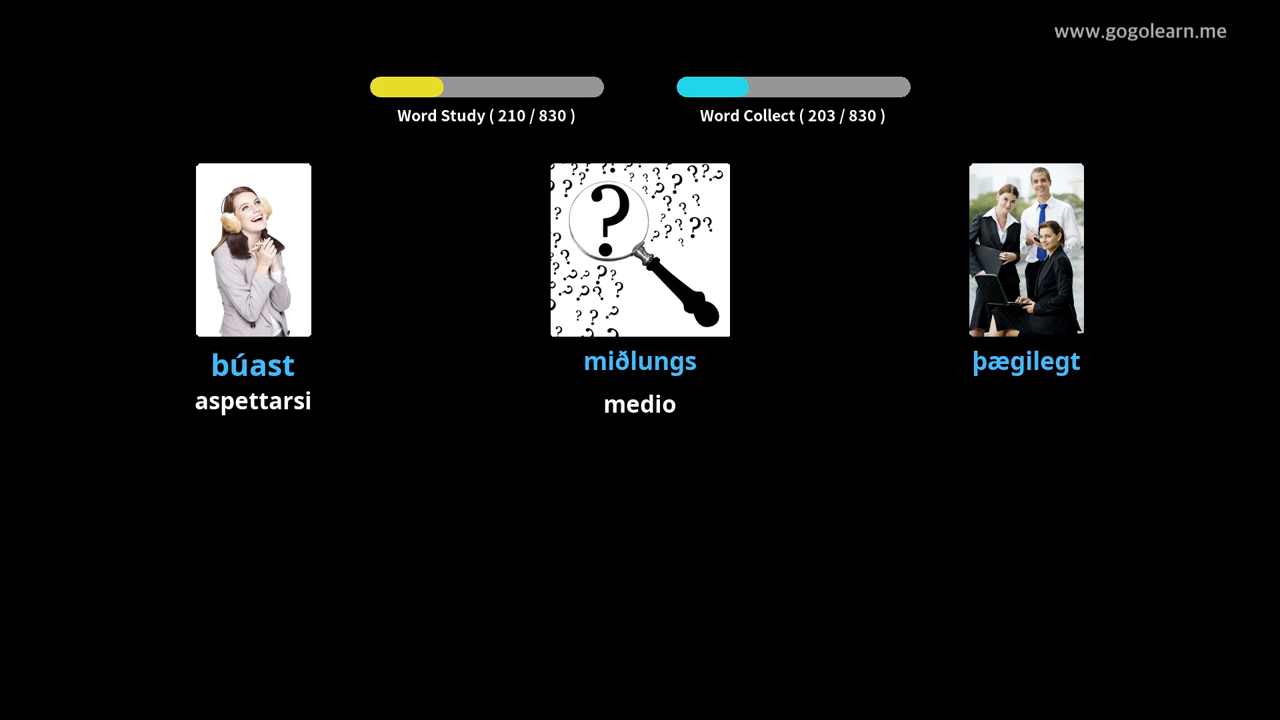 www.gogolearn.me
Word Study ( 210 / 830 )
Word Collect ( 203 / 830 )
búast
aspettarsi
miðlungs
medio
þægilegt